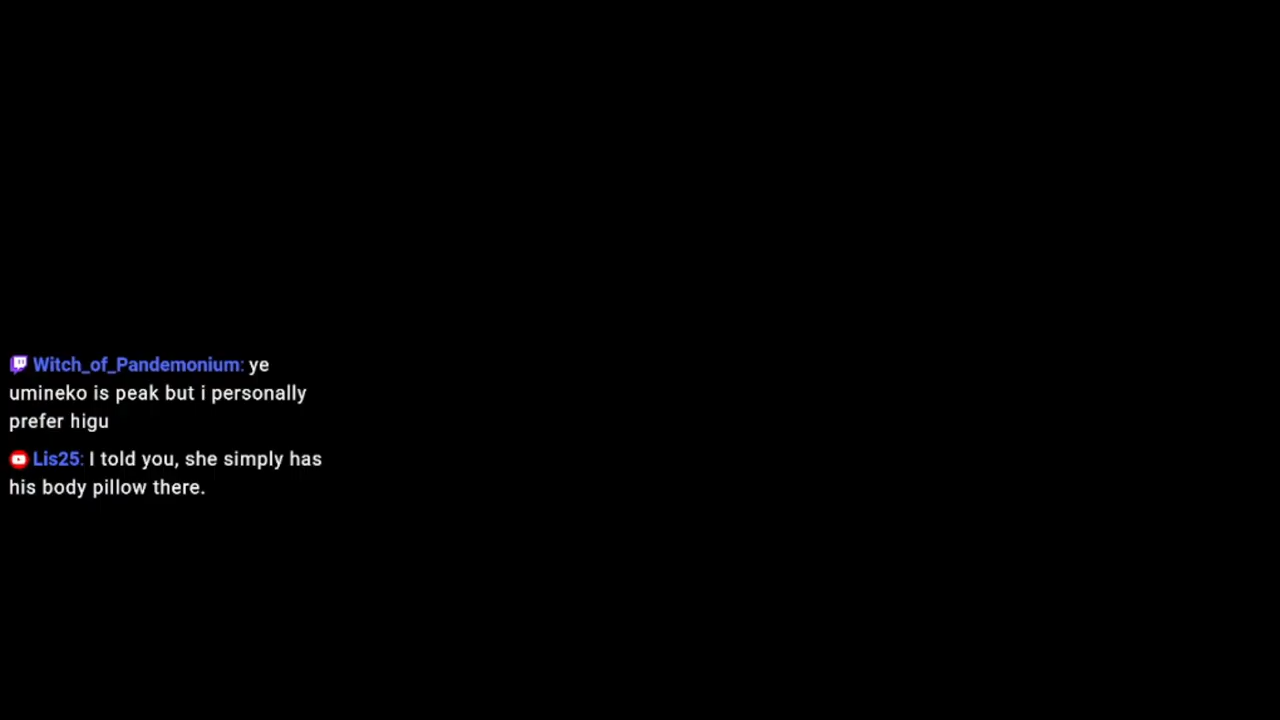 Witch_of_Pandemonium: ye
umineko is peak but i personally
prefer higu
Lis25: I told you, she simply has
his body pillow there.